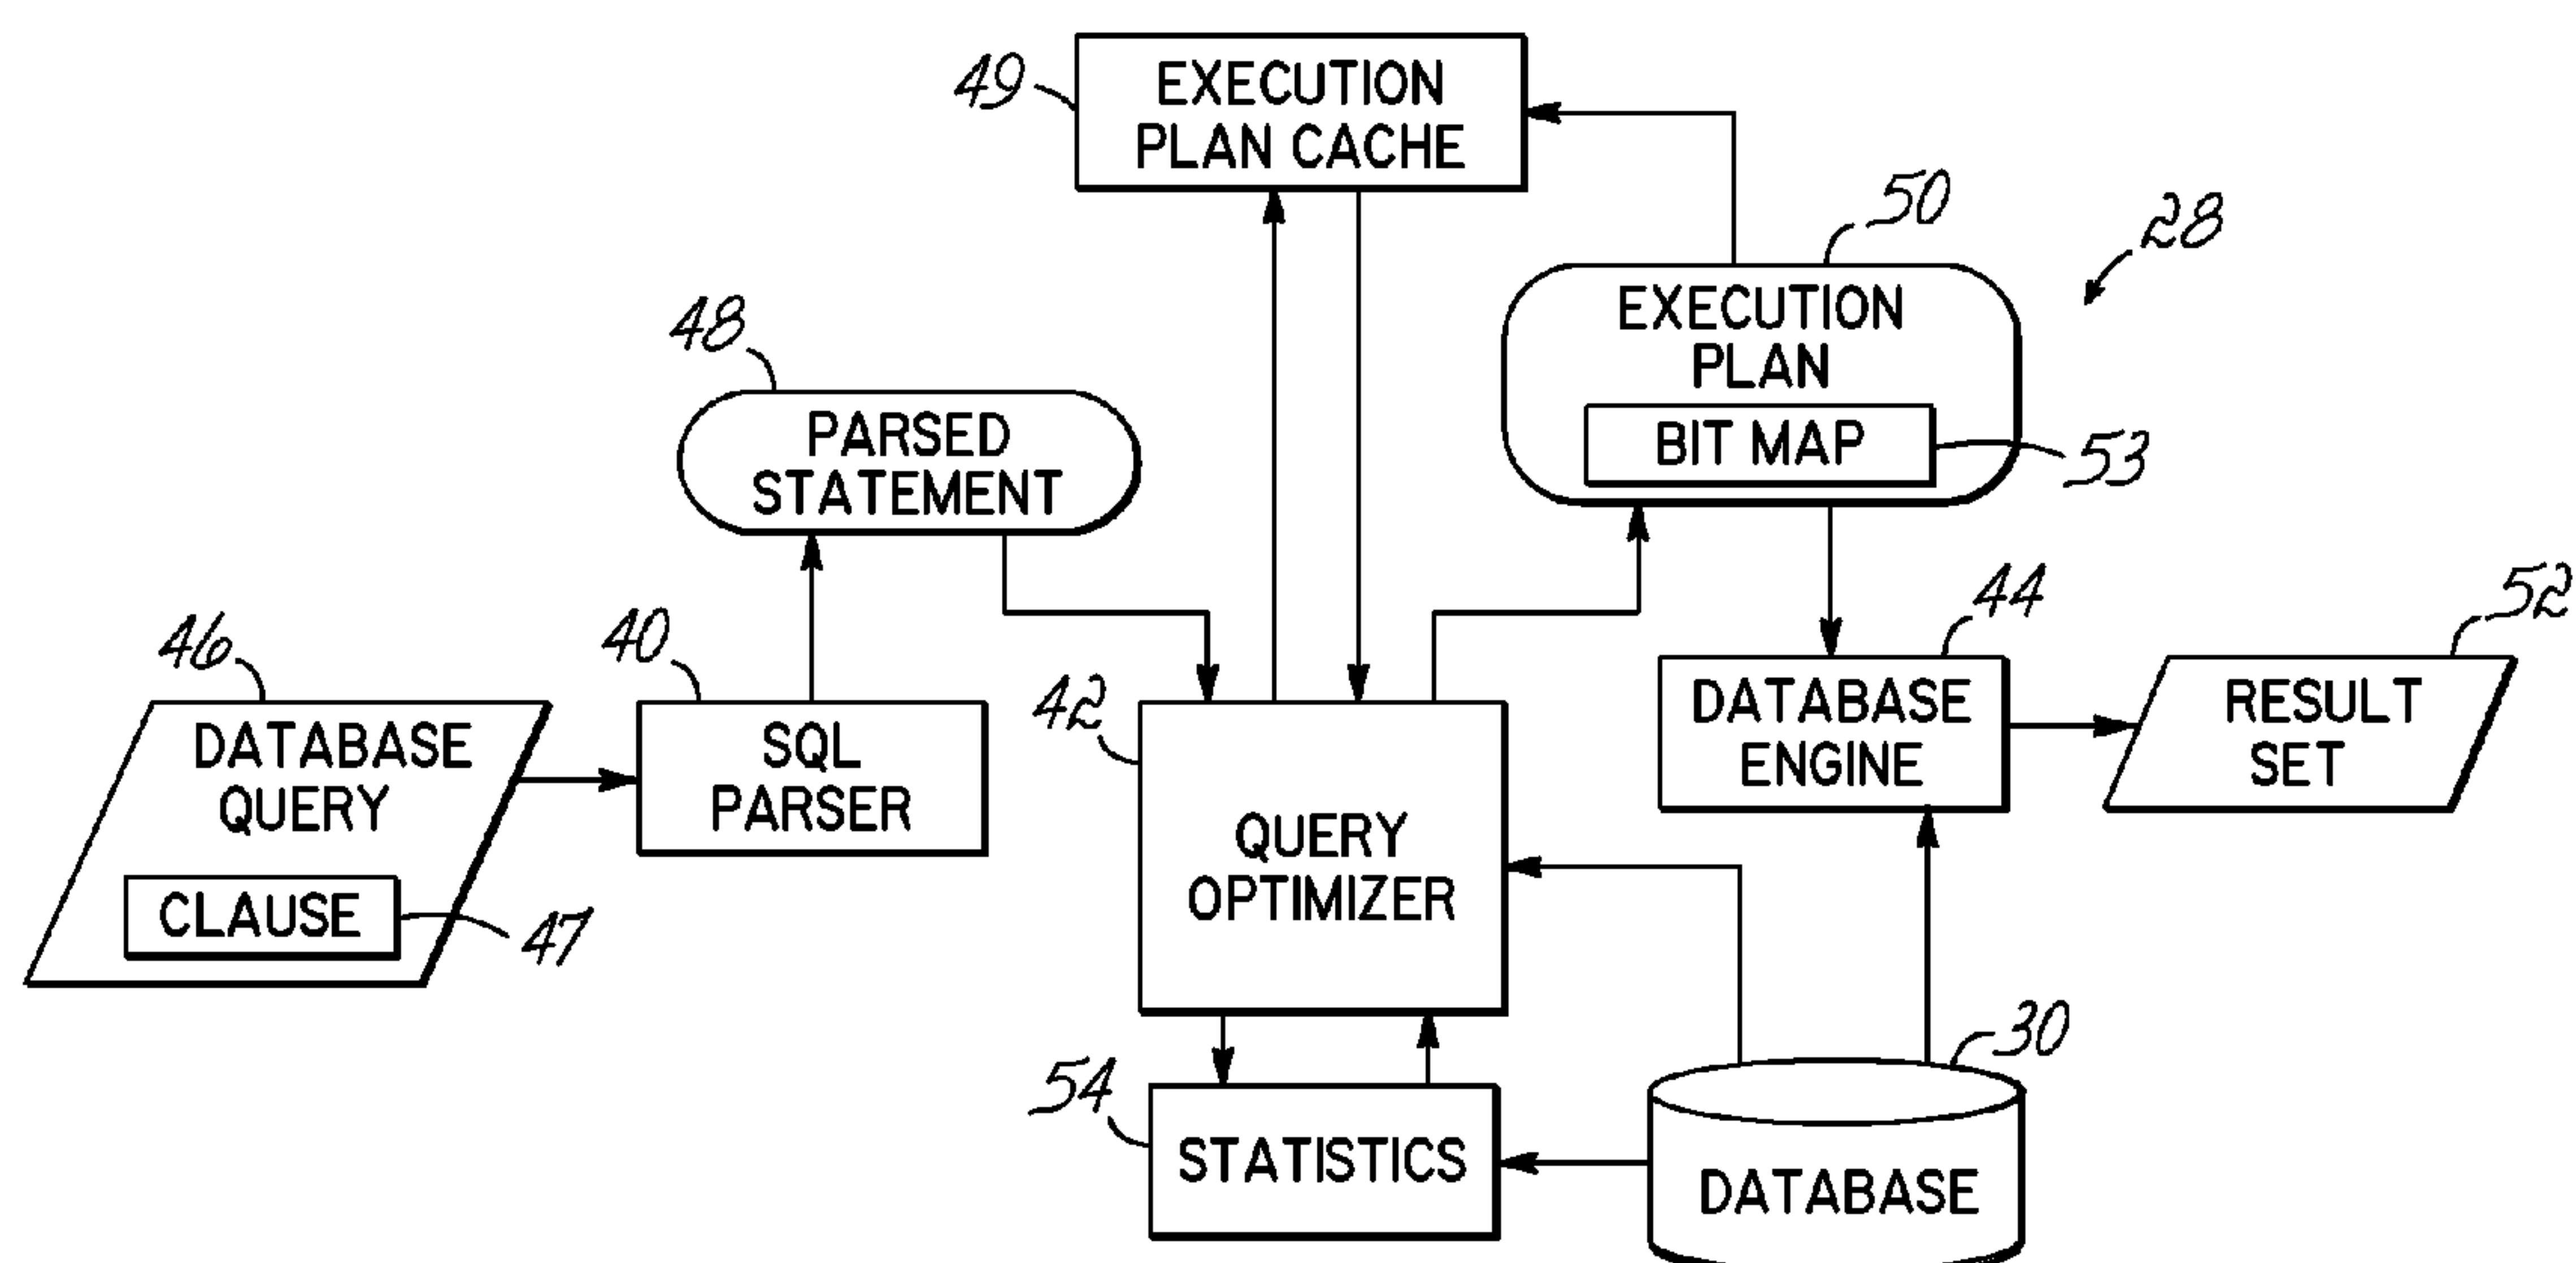 49
EXECUTION
PLAN CACHE
50
28
EXECUTION
PLAN
BIT MAP
53
48
PARSED
STATEMENT
46
DATABASE
QUERY
CLAUSE
47
40
SQL
PARSER
42
QUERY
OPTIMIZER
44
DATABASE
ENGINE
52
RESULT
SET
54
STATISTICS
30
DATABASE